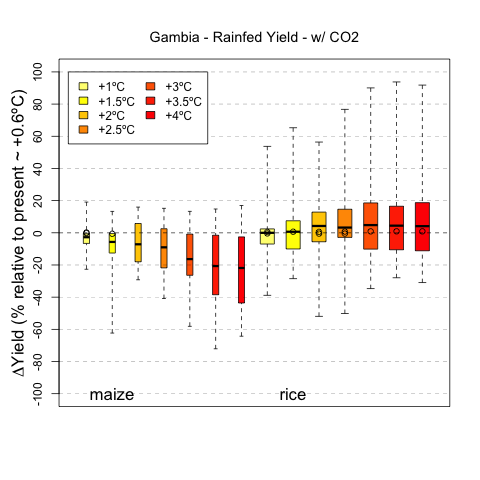 Gambia - Rainfed Yield - w/ CO2
ΔYield (% relative to present ~ +0.6ºC)
100
80
60
40
20
0
-20
-40
-60
-80
-100
+1ºC
+1.5ºC
+2ºC
+2.5ºC
+3ºC
+3.5ºC
+4ºC
maize
rice